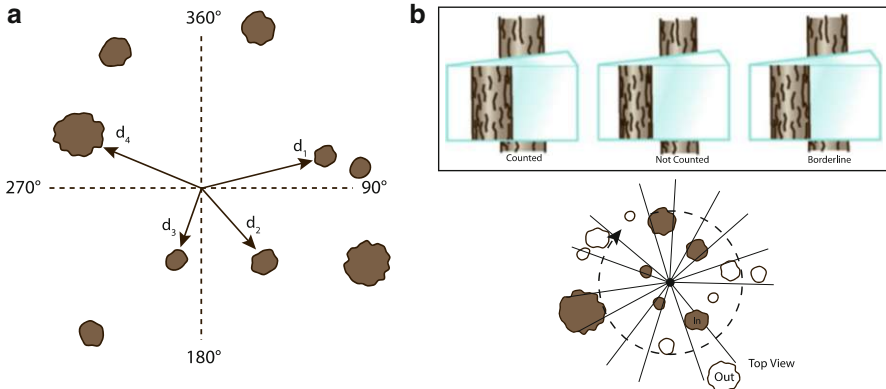 a
360°
d₁
d₄
270°
90°
d₃
d₂
180°
b
Counted
Not Counted
Borderline
In
Top View
Out